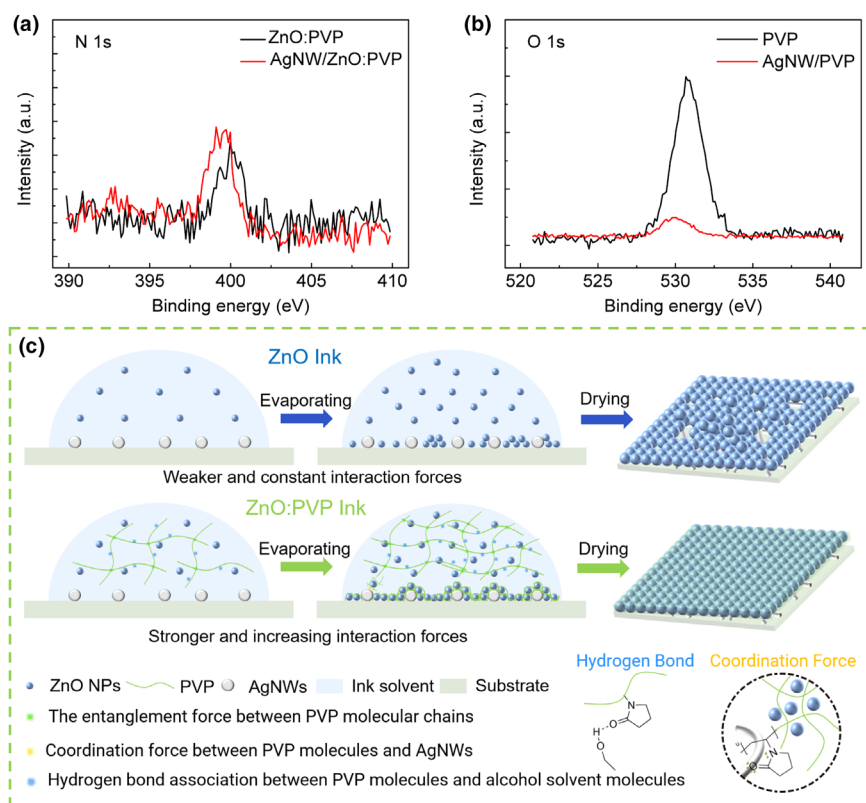 (a)
N 1s
ZnO:PVP
AgNW/ZnO:PVP
Intensity (a.u.)
390 395 400 405 410
Binding energy (eV)
(b)
O 1s
PVP
AgNW/PVP
Intensity (a.u.)
520 525 530 535 540
Binding energy (eV)
(c)
ZnO Ink
Evaporating
Drying
Weaker and constant interaction forces
ZnO:PVP Ink
Evaporating
Drying
Stronger and increasing interaction forces
Hydrogen Bond
Coordination Force
N
O
H
O
N
O
ZnO NPs PVP AgNWs Ink solvent Substrate
The entanglement force between PVP molecular chains
Coordination force between PVP molecules and AgNWs
Hydrogen bond association between PVP molecules and alcohol solvent molecules